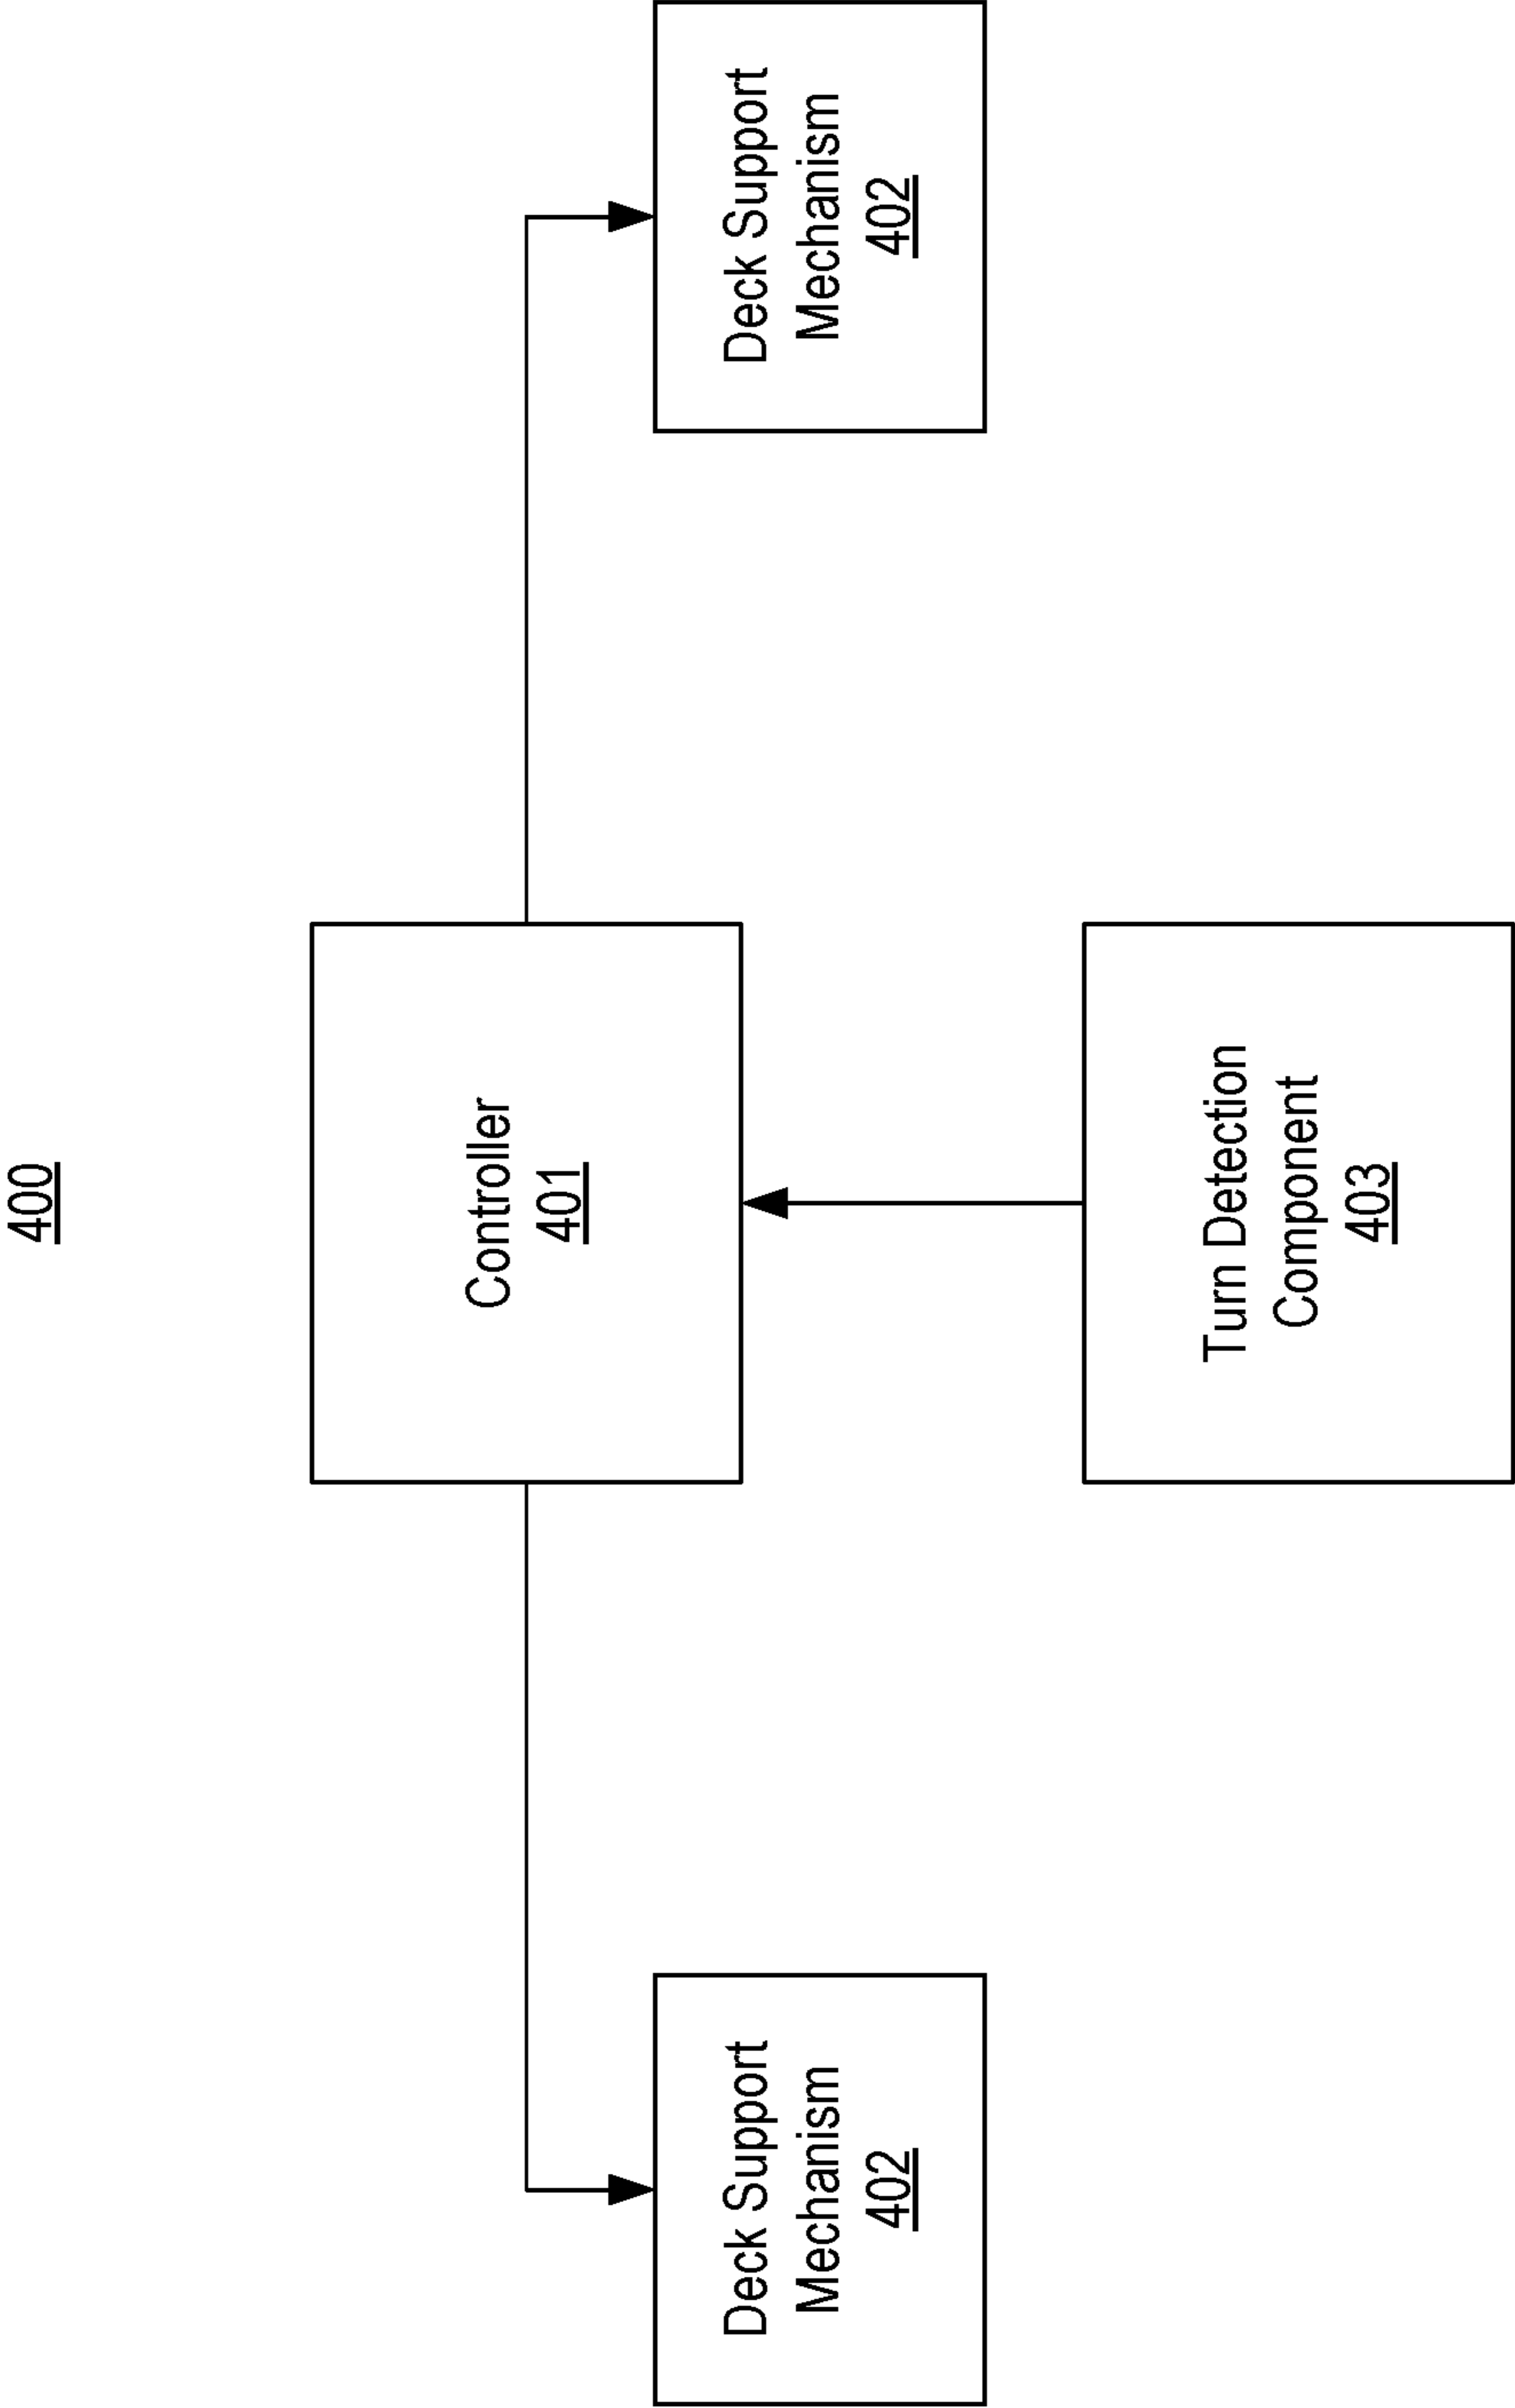 400
Controller
401
Deck Support
Mechanism
402
Deck Support
Mechanism
402
Turn Detection
Component
403